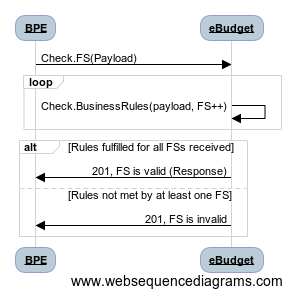 BPE eBudget
Check.FS(Payload)
loop
Check.BusinessRules(payload, FS++)
alt [Rules fulfilled for all FSs received]
201, FS is valid (Response)
[Rules not met by at least one FS]
201, FS is invalid
BPE eBudget
www.websequencediagrams.com